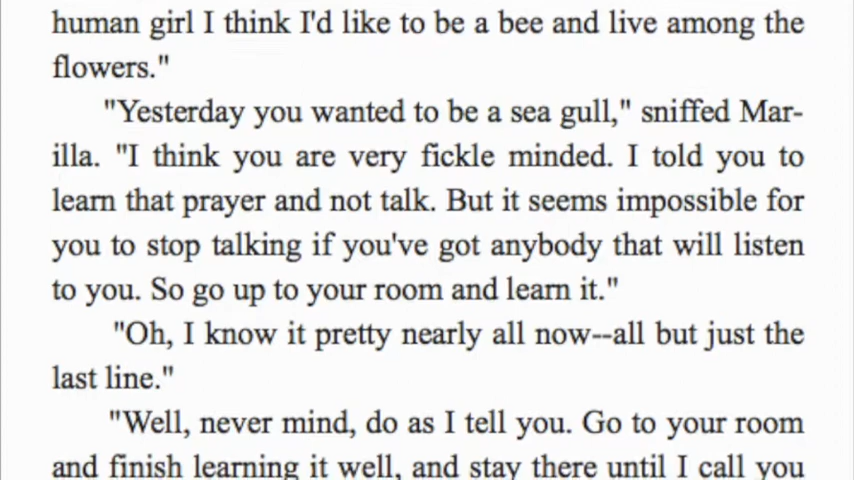 human girl I think I'd like to be a bee and live among the
flowers."
"Yesterday you wanted to be a sea gull," sniffed Mar-
illa. "I think you are very fickle minded. I told you to
learn that prayer and not talk. But it seems impossible for
you to stop talking if you've got anybody that will listen
to you. So go up to your room and learn it."
"Oh, I know it pretty nearly all now--all but just the
last line."
"Well, never mind, do as I tell you. Go to your room
and finish learning it well, and stay there until I call you